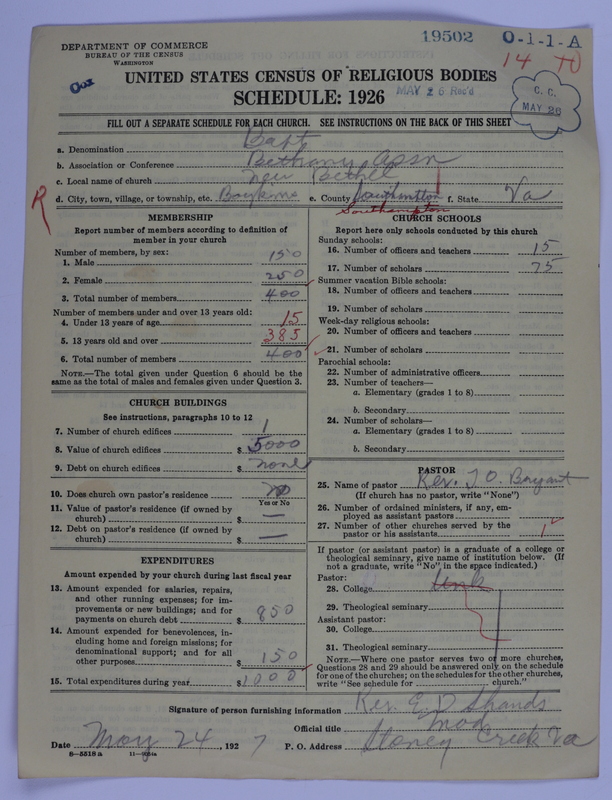 19502 O-1-1-A
DEPARTMENT OF COMMERCE
BUREAU OF THE CENSUS
WASHINGTON
14
UNITED STATES CENSUS OF RELIGIOUS BODIES
MAY 26 Rec'd
C. C.
MAY 26
SCHEDULE: 1926
FILL OUT A SEPARATE SCHEDULE FOR EACH CHURCH. SEE INSTRUCTIONS ON THE BACK OF THIS SHEET
a. Denomination Bapt
b. Association or Conference Bethany Assn
c. Local name of church New Bethel
d. City, town, village, or township, etc. Boykins e. County Southamtton f. State Va
R
Southampton
MEMBERSHIP
Report number of members according to definition of
member in your church
Number of members, by sex:
1. Male 150
2. Female 250
3. Total number of members 400
Number of members under and over 13 years old:
4. Under 13 years of age 15
5. 13 years old and over 385
6. Total number of members 400
NOTE.—The total given under Question 6 should be
same as the total of males and females given under Question 3.
CHURCH BUILDINGS
See instructions, paragraphs 10 to 12
7. Number of church edifices 1
8. Value of church edifices $ 5000
9. Debt on church edifices $ none
10. Does church own pastor's residence no
Yes or No
11. Value of pastor's residence (if owned by
church) $ —
12. Debt on pastor's residence (if owned by
church) $ —
EXPENDITURES
Amount expended by your church during last fiscal year
13. Amount expended for salaries, repairs,
and other running expenses; for im-
provements or new buildings; and for
payments on church debt $ 850
14. Amount expended for benevolences, in-
cluding home and foreign missions; for
denominational support; and for all
other purposes $ 150
15. Total expenditures during year $ 1000
CHURCH SCHOOLS
Report here only schools conducted by this church
Sunday schools:
16. Number of officers and teachers 15
17. Number of scholars 75
Summer vacation Bible schools:
18. Number of officers and teachers
19. Number of scholars
Week-day religious schools:
20. Number of officers and teachers
21. Number of scholars
Parochial schools:
22. Number of administrative officers
23. Number of teachers—
a. Elementary (grades 1 to 8)
b. Secondary
24. Number of scholars—
a. Elementary (grades 1 to 8)
b. Secondary
PASTOR
25. Name of pastor Rev. J. O. Bryant
(If church has no pastor, write "None")
26. Number of ordained ministers, if any, em-
ployed as assistant pastors
27. Number of other churches served by the
pastor or his assistants 1
If pastor (or assistant pastor) is a graduate of a college or
theological seminary, give name of institution below. (If
not a graduate, write "No" in the space indicated.)
Pastor:
28. College Unk
29. Theological seminary
Assistant pastor:
30. College
31. Theological seminary
NOTE.—Where one pastor serves two or more churches,
Questions 28 and 29 should be answered only on the schedule
for one of the churches; on the schedules for the other churches,
write "See schedule for church."
Signature of person furnishing information Rev. E. D. Shands
Official title Mod
Date May 24, 1927 P. O. Address Stoney Creek Va